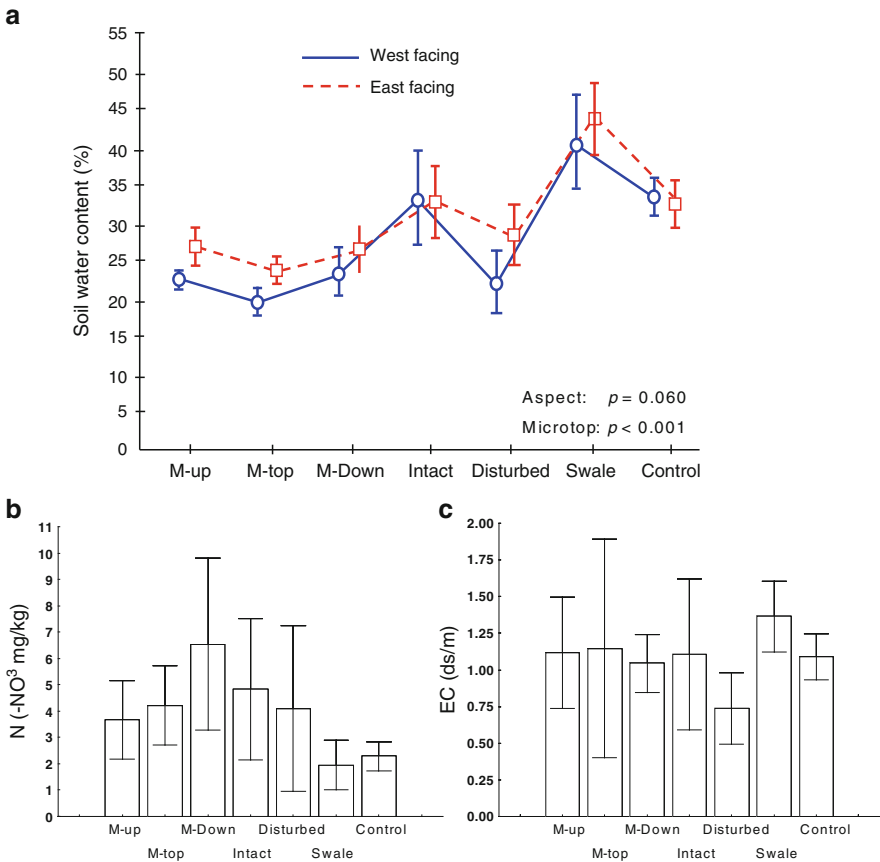 a
55
50
45
40
35
30
25
20
15
10
5
0
Soil water content (%)
West facing
East facing
Aspect: p = 0.060
Microtop: p < 0.001
M-up M-top M-Down Intact Disturbed Swale Control
b
11
10
9
8
7
6
5
4
3
2
1
0
N (-NO³ mg/kg)
M-up M-Down Disturbed Control
M-top Intact Swale
c
2.00
1.75
1.50
1.25
1.00
0.75
0.50
0.25
0.00
EC (ds/m)
M-up M-Down Disturbed Control
M-top Intact Swale